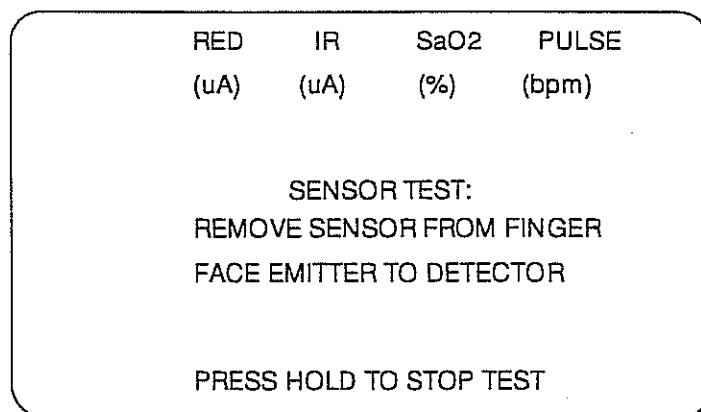 RED IR SaO2 PULSE
(uA) (uA) (%) (bpm)
SENSOR TEST:
REMOVE SENSOR FROM FINGER
FACE EMITTER TO DETECTOR
PRESS HOLD TO STOP TEST